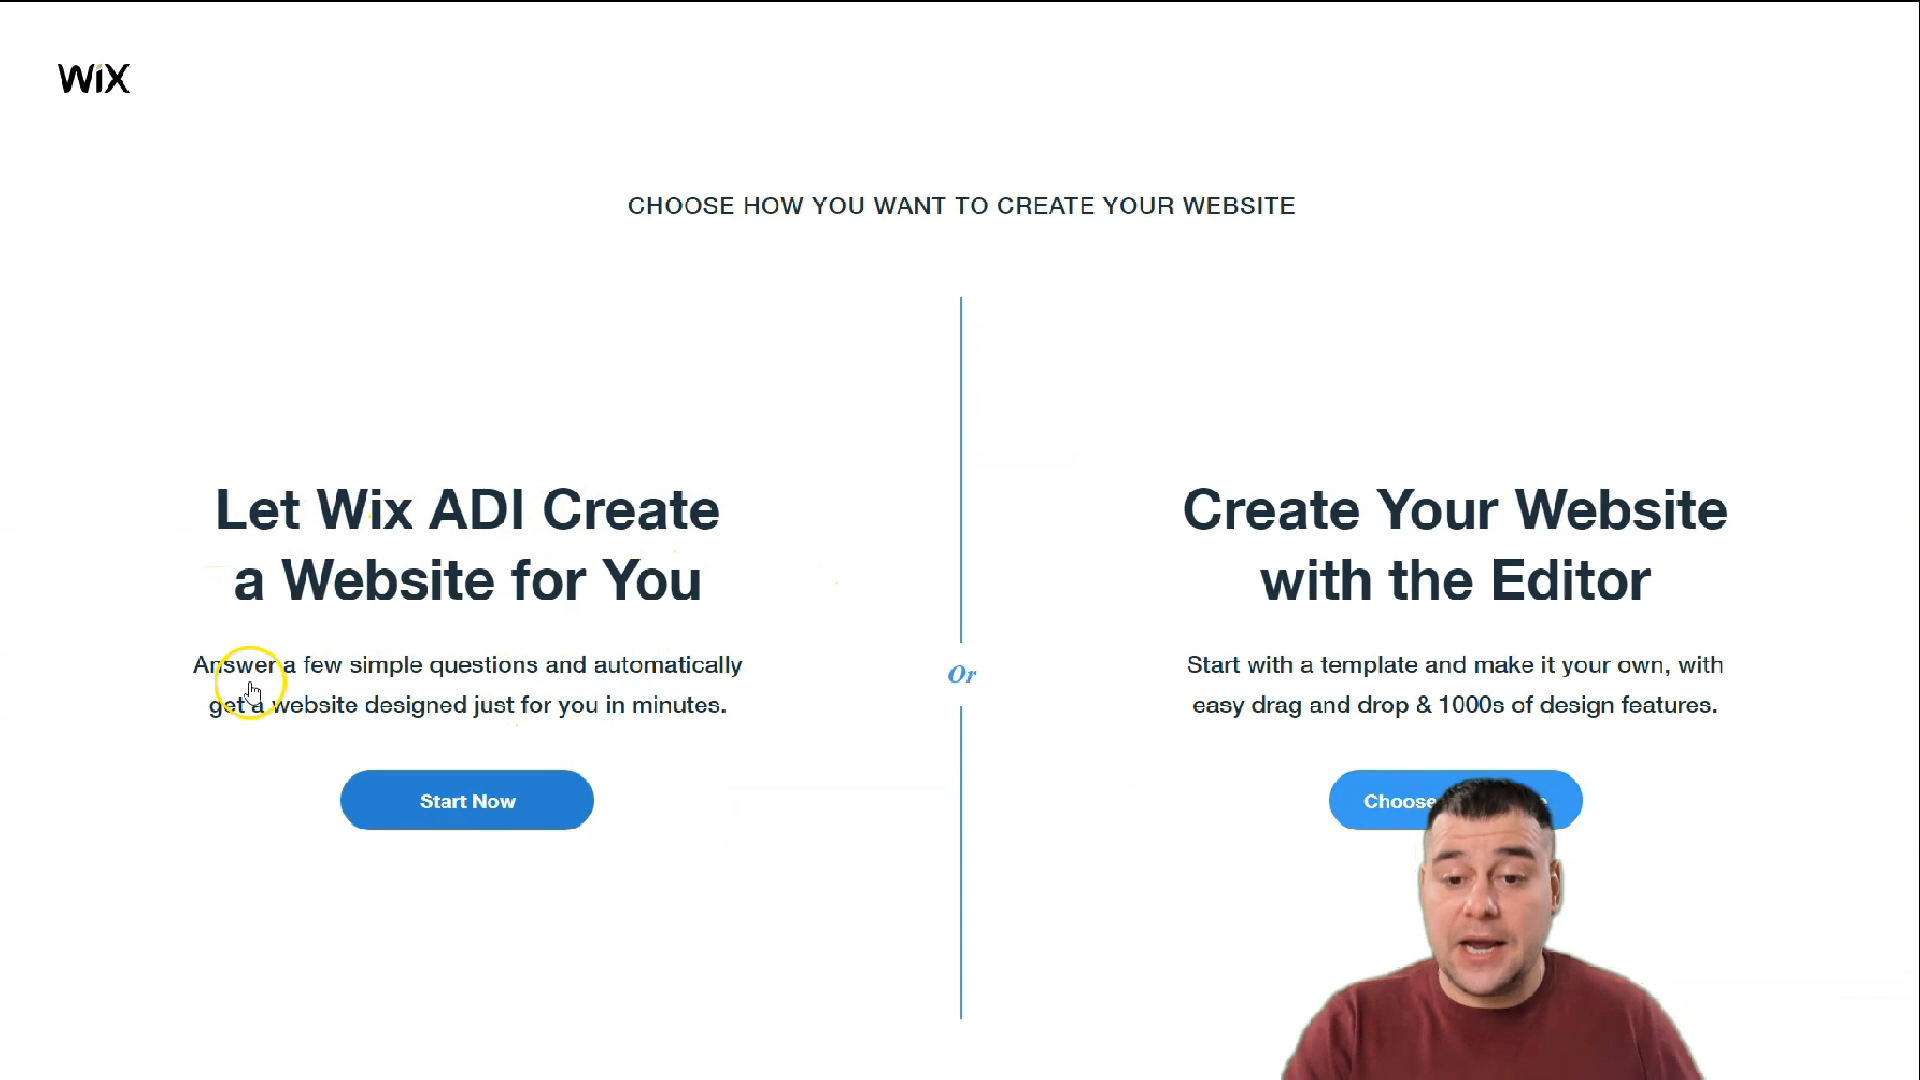 WiX
CHOOSE HOW YOU WANT TO CREATE YOUR WEBSITE
Let Wix ADI Create
a Website for You
Answer a few simple questions and automatically
get a website designed just for you in minutes.
Start Now
Or
Create Your Website
with the Editor
Start with a template and make it your own, with
easy drag and drop & 1000s of design features.
Choose